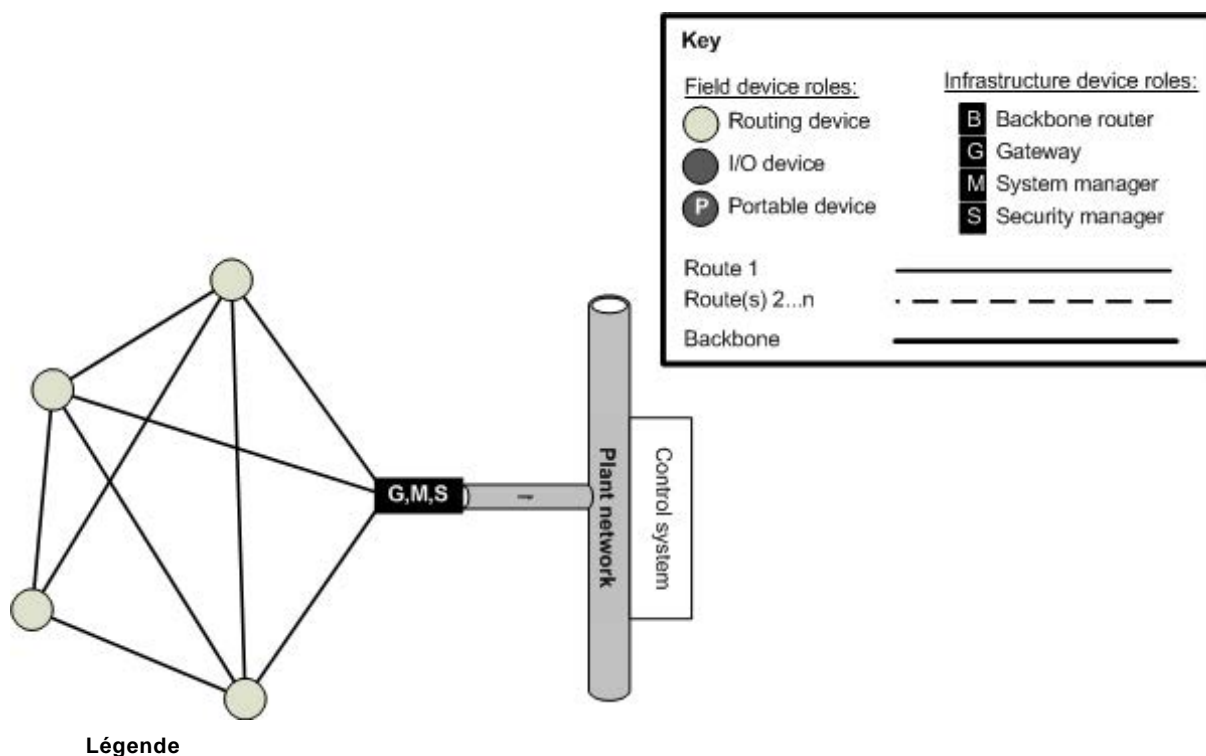 Key
Field device roles:
Routing device
I/O device
P Portable device
Infrastructure device roles:
B Backbone router
G Gateway
M System manager
S Security manager
Route 1
Route(s) 2...n
Backbone
G,M,S
Plant network
Control system
Légende